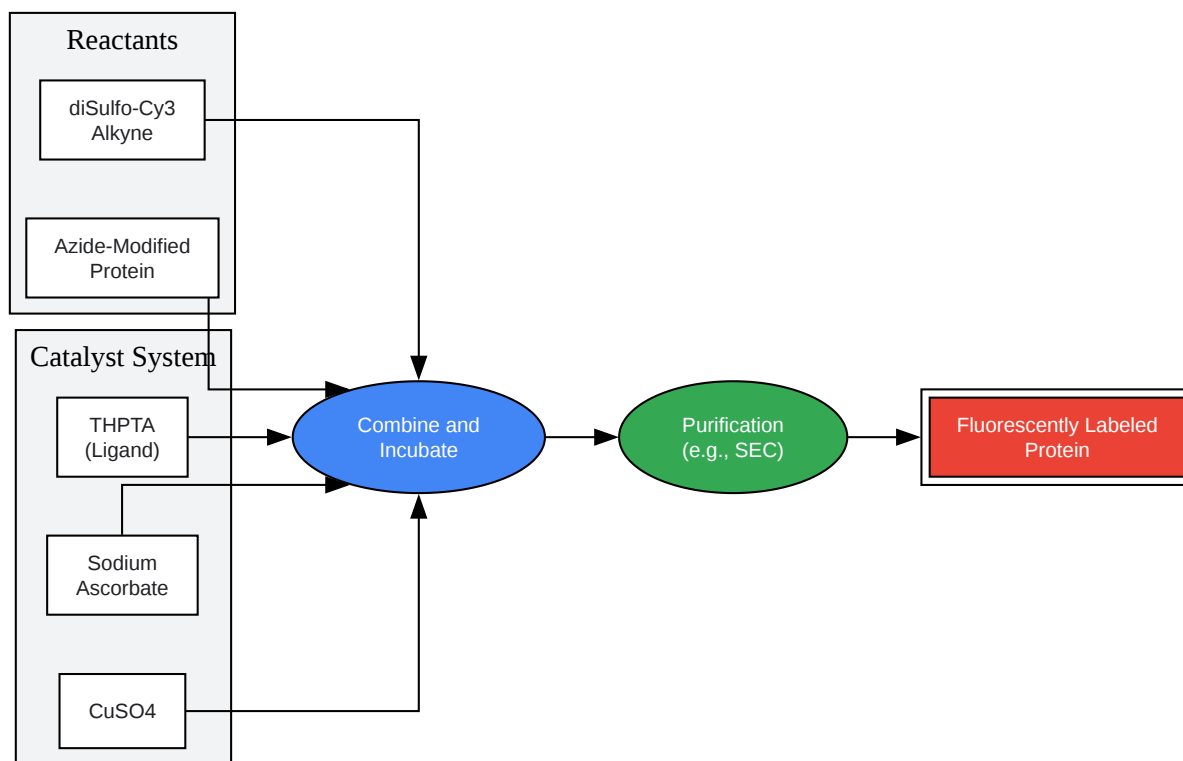 Reactants
diSulfo-Cy3
Alkyne
Azide-Modified
Protein
Catalyst System
THPTA
(Ligand)
Sodium
Ascorbate
CuSO4
Combine and
Incubate
Purification
(e.g., SEC)
Fluorescently Labeled
Protein